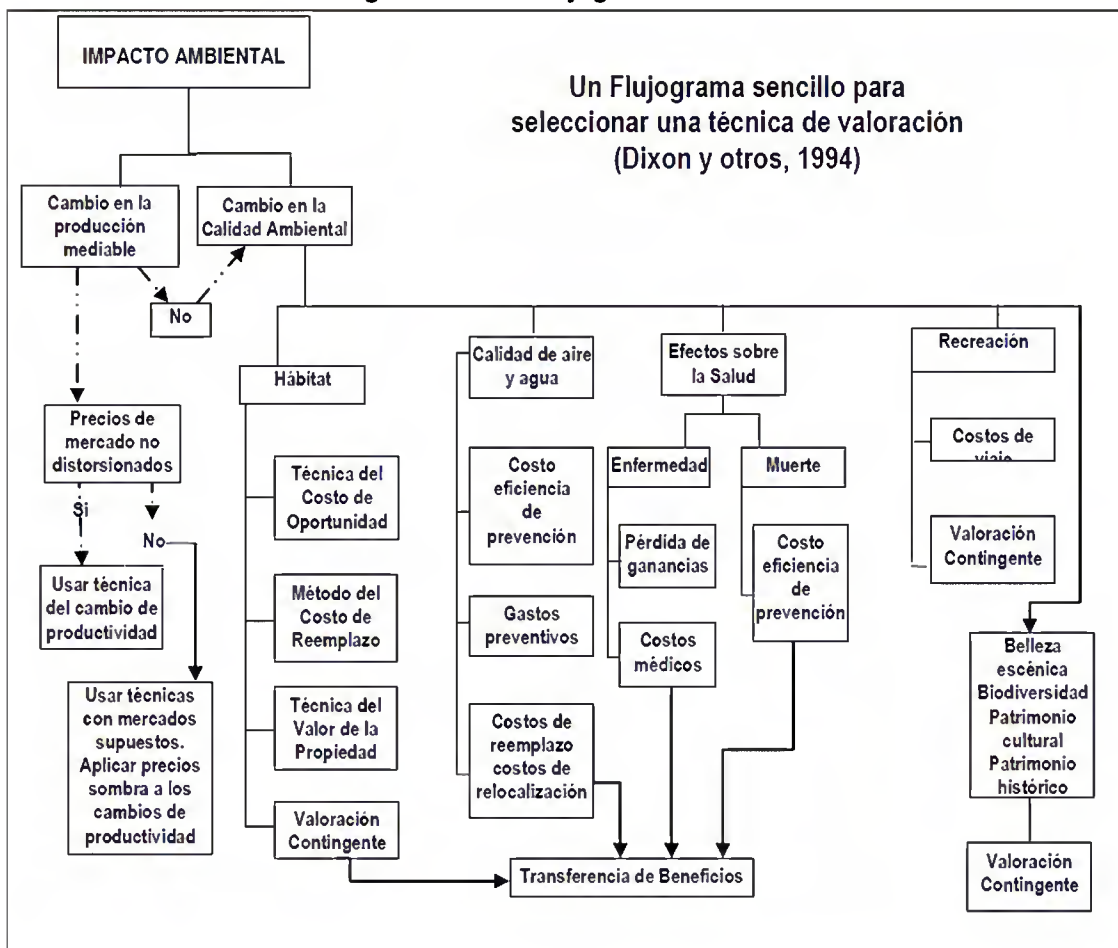 IMPACTO AMBIENTAL
Un Flujograma sencillo para
seleccionar una técnica de valoración
(Dixon y otros, 1994)
Cambio en la
producción
mediable
Cambio en la
Calidad Ambiental
No
Hábitat
Calidad de aire
y agua
Efectos sobre
la Salud
Recreación
Precios de
mercado no
distorsionados
Si
No
Usar técnica
del cambio de
productividad
Usar técnicas
con mercados
supuestos.
Aplicar precios
sombra a los
cambios de
productividad
Técnica del
Costo de
Oportunidad
Método del
Costo de
Reemplazo
Técnica del
Valor de la
Propiedad
Valoración
Contingente
Costo
eficiencia
de
prevención
Gastos
preventivos
Costos de
reemplazo
costos de
relocalización
Enfermedad
Muerte
Pérdida de
ganancias
Costos
médicos
Costo
eficiencia
de
prevención
Costos de
viaje
Valoración
Contingente
Belleza
escénica
Biodiversidad
Patrimonio
cultural
Patrimonio
histórico
Valoración
Contingente
Transferencia de Beneficios